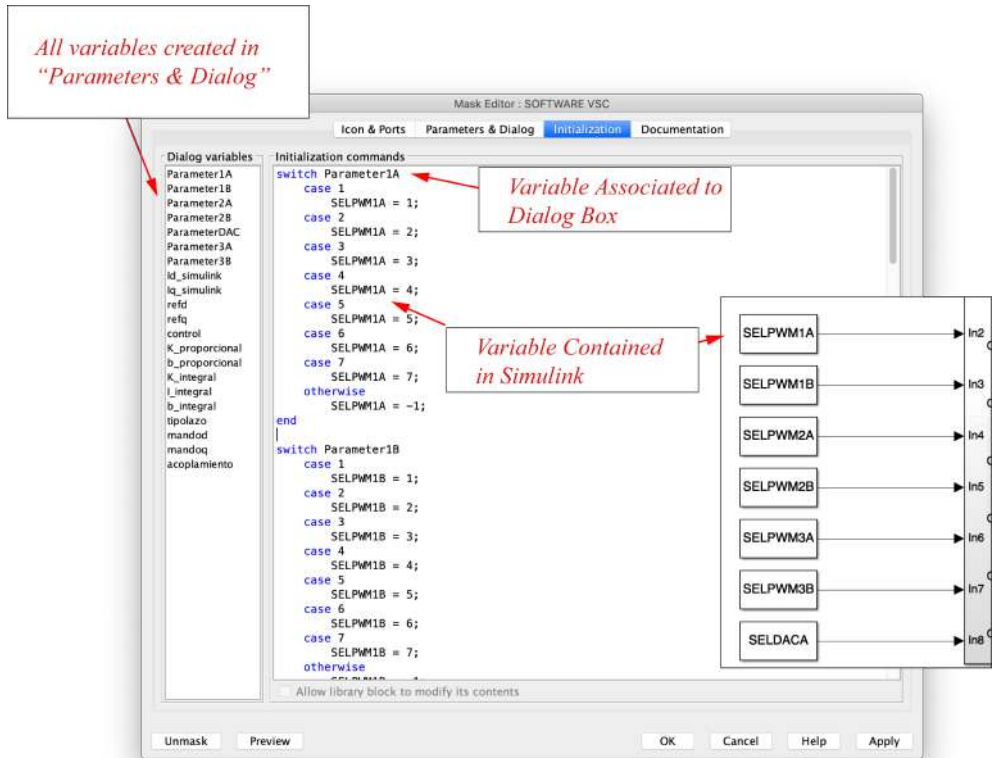 All variables created in
“Parameters & Dialog”
Mask Editor : SOFTWARE VSC
Icon & Ports Parameters & Dialog Initialization Documentation
Dialog variables
Parameter1A
Parameter1B
Parameter2A
Parameter2B
ParameterDAC
Parameter3A
Parameter3B
Id_simulink
Iq_simulink
refd
refq
control
K_proporcional
b_proporcional
K_integral
I_integral
b_integral
tipolazo
mandod
mandoq
acoplamiento
Initialization commands
switch Parameter1A
case 1
SELPWM1A = 1;
case 2
SELPWM1A = 2;
case 3
SELPWM1A = 3;
case 4
SELPWM1A = 4;
case 5
SELPWM1A = 5;
case 6
SELPWM1A = 6;
case 7
SELPWM1A = 7;
otherwise
SELPWM1A = -1;
end
switch Parameter1B
case 1
SELPWM1B = 1;
case 2
SELPWM1B = 2;
case 3
SELPWM1B = 3;
case 4
SELPWM1B = 4;
case 5
SELPWM1B = 5;
case 6
SELPWM1B = 6;
case 7
SELPWM1B = 7;
otherwise
Variable Associated to
Dialog Box
Variable Contained
in Simulink
SELPWM1A In2
SELPWM1B In3
SELPWM2A In4
SELPWM2B In5
SELPWM3A In6
SELPWM3B In7
SELDACA In8
Allow library block to modify its contents
Unmask Preview OK Cancel Help Apply